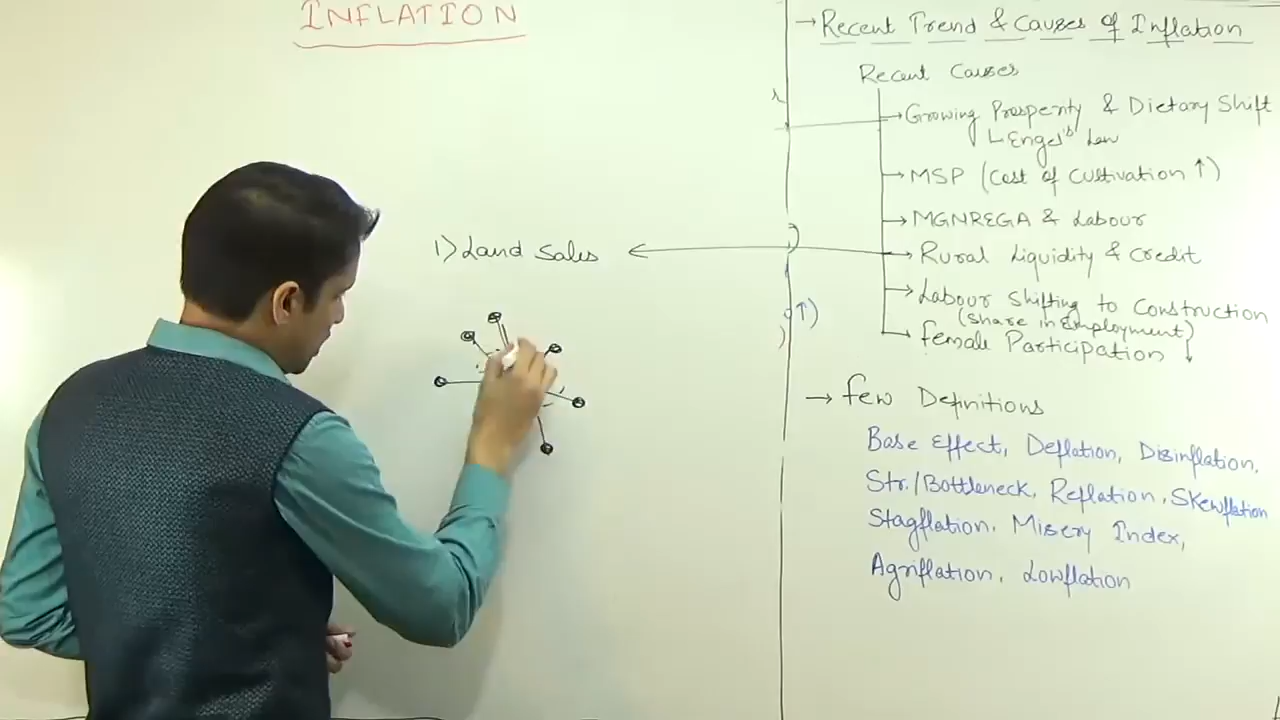 INFLATION
1) Land Sales
→ Recent Trend & Causes of Inflation
Recent Causes
→ Growing Prosperity & Dietary Shift
Engel's Law
→ MSP (Cost of Cultivation ↑)
→ MGNREGA & Labour
→ Rural Liquidity & Credit
→ Labour Shifting to Construction
(Share in Employment)
→ Female Participation ↓
↑)
→ Few Definitions
Base Effect, Deflation, Disinflation,
Str./Bottleneck, Reflation, Skewflation
Stagflation, Misery Index,
Agriflation, Lowflation